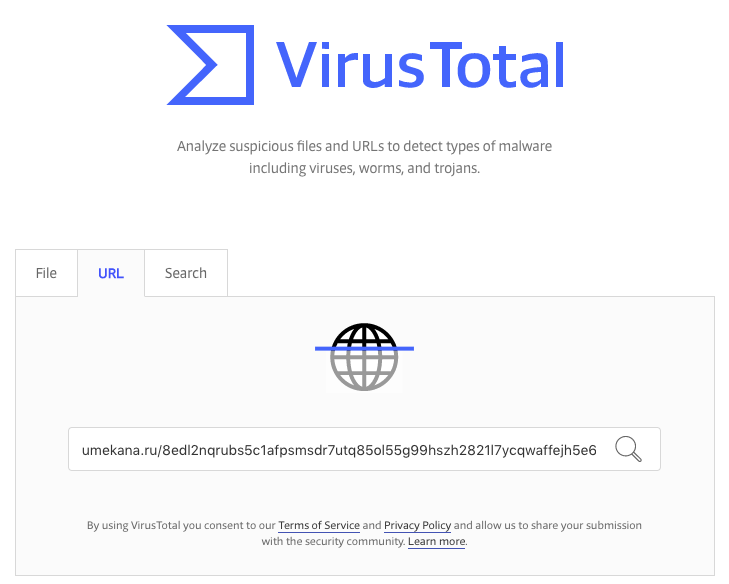 VirusTotal
Analyze suspicious files and URLs to detect types of malware
including viruses, worms, and trojans.
File
URL
Search
umekana.ru/8edl2nqrubs5c1afpsmsdr7utq85ol55g99hszh2821l7ycqwaffejh5e6
By using VirusTotal you consent to our Terms of Service and Privacy Policy and allow us to share your submission
with the security community. Learn more.